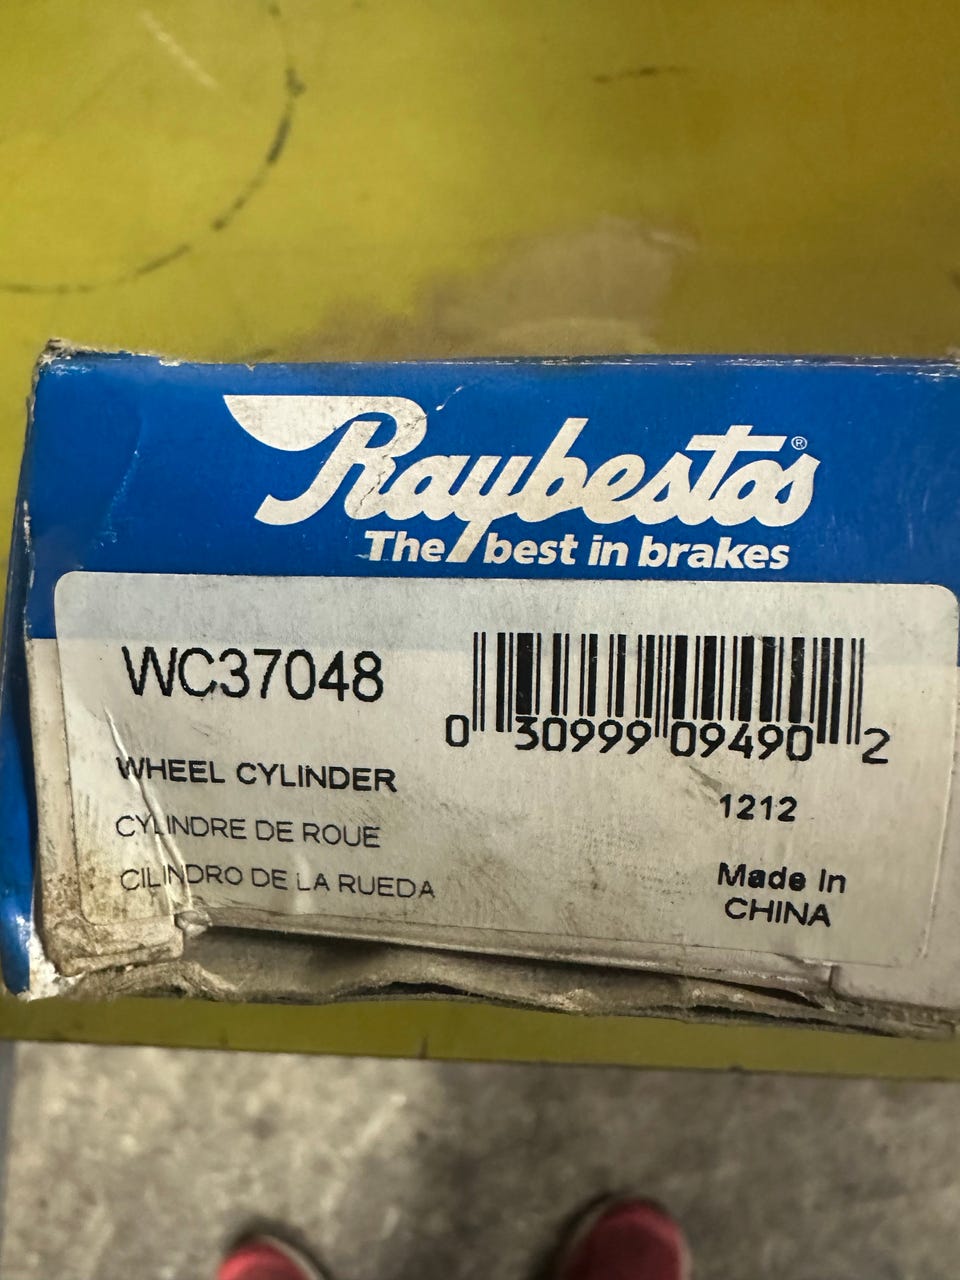 Raybestos®
The best in brakes
WC37048
0 30999 09490 2
WHEEL CYLINDER
1212
CYLINDRE DE ROUE
CILINDRO DE LA RUEDA
Made In
CHINA